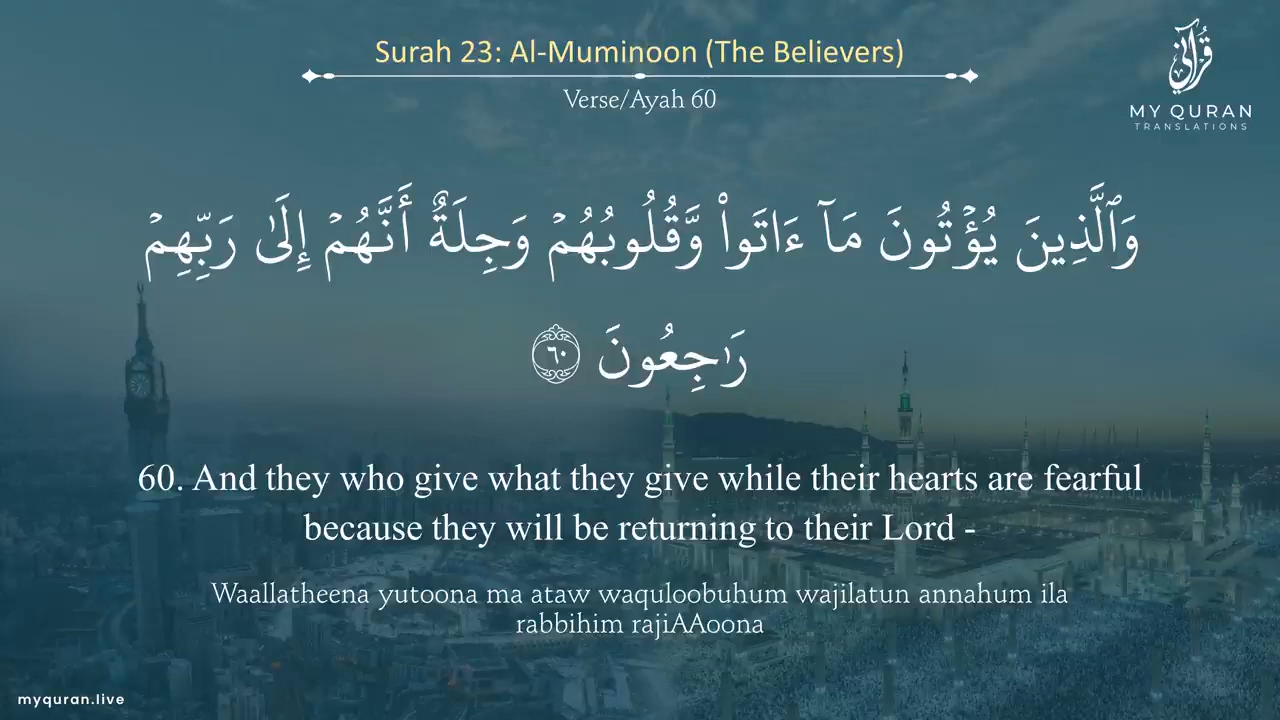 Surah 23: Al-Muminoon (The Believers)
Verse/Ayah 60
قُرْآنِي
MY QURAN
TRANSLATIONS
وَٱلَّذِينَ يُؤۡتُونَ مَآ ءَاتَواْ وَّقُلُوبُهُمۡ وَجِلَةٌ أَنَّهُمۡ إِلَىٰ رَبِّهِمۡ
رَٰجِعُونَ ٦٠
60. And they who give what they give while their hearts are fearful
because they will be returning to their Lord -
Waallatheena yutoona ma ataw waquloobuhum wajilatun annahum ila
rabbihim rajiAAoona
myquran.live